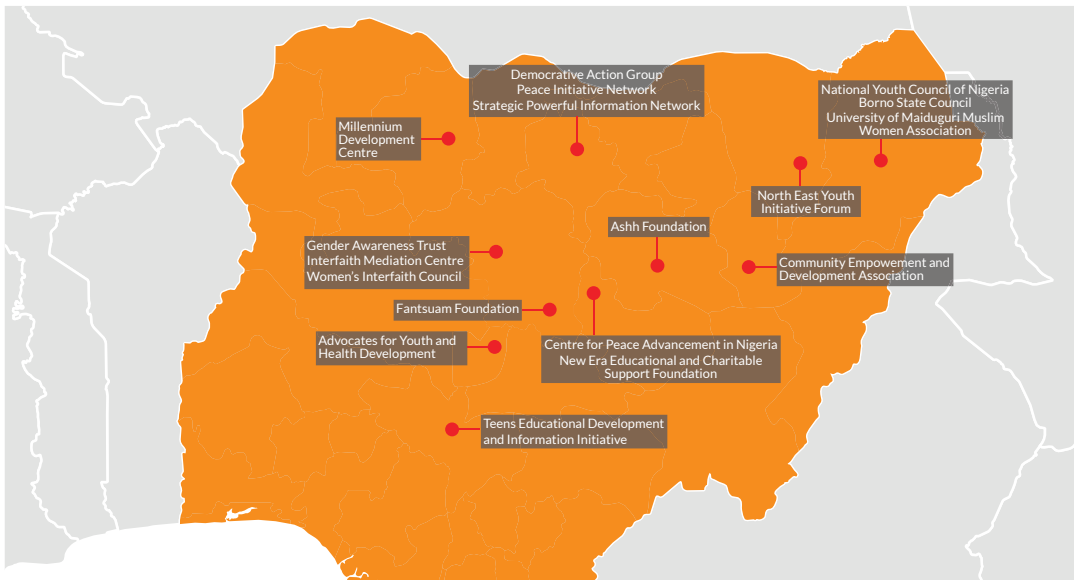 Democrative Action Group
Peace Initiative Network
Strategic Powerful Information Network
National Youth Council of Nigeria
Borno State Council
University of Maiduguri Muslim
Women Association
Millennium
Development
Centre
North East Youth
Initiative Forum
Ashh Foundation
Gender Awareness Trust
Interfaith Mediation Centre
Women's Interfaith Council
Community Empowement and
Development Association
Fantsuam Foundation
Advocates for Youth and
Health Development
Centre for Peace Advancement in Nigeria
New Era Educational and Charitable
Support Foundation
Teens Educational Development
and Information Initiative